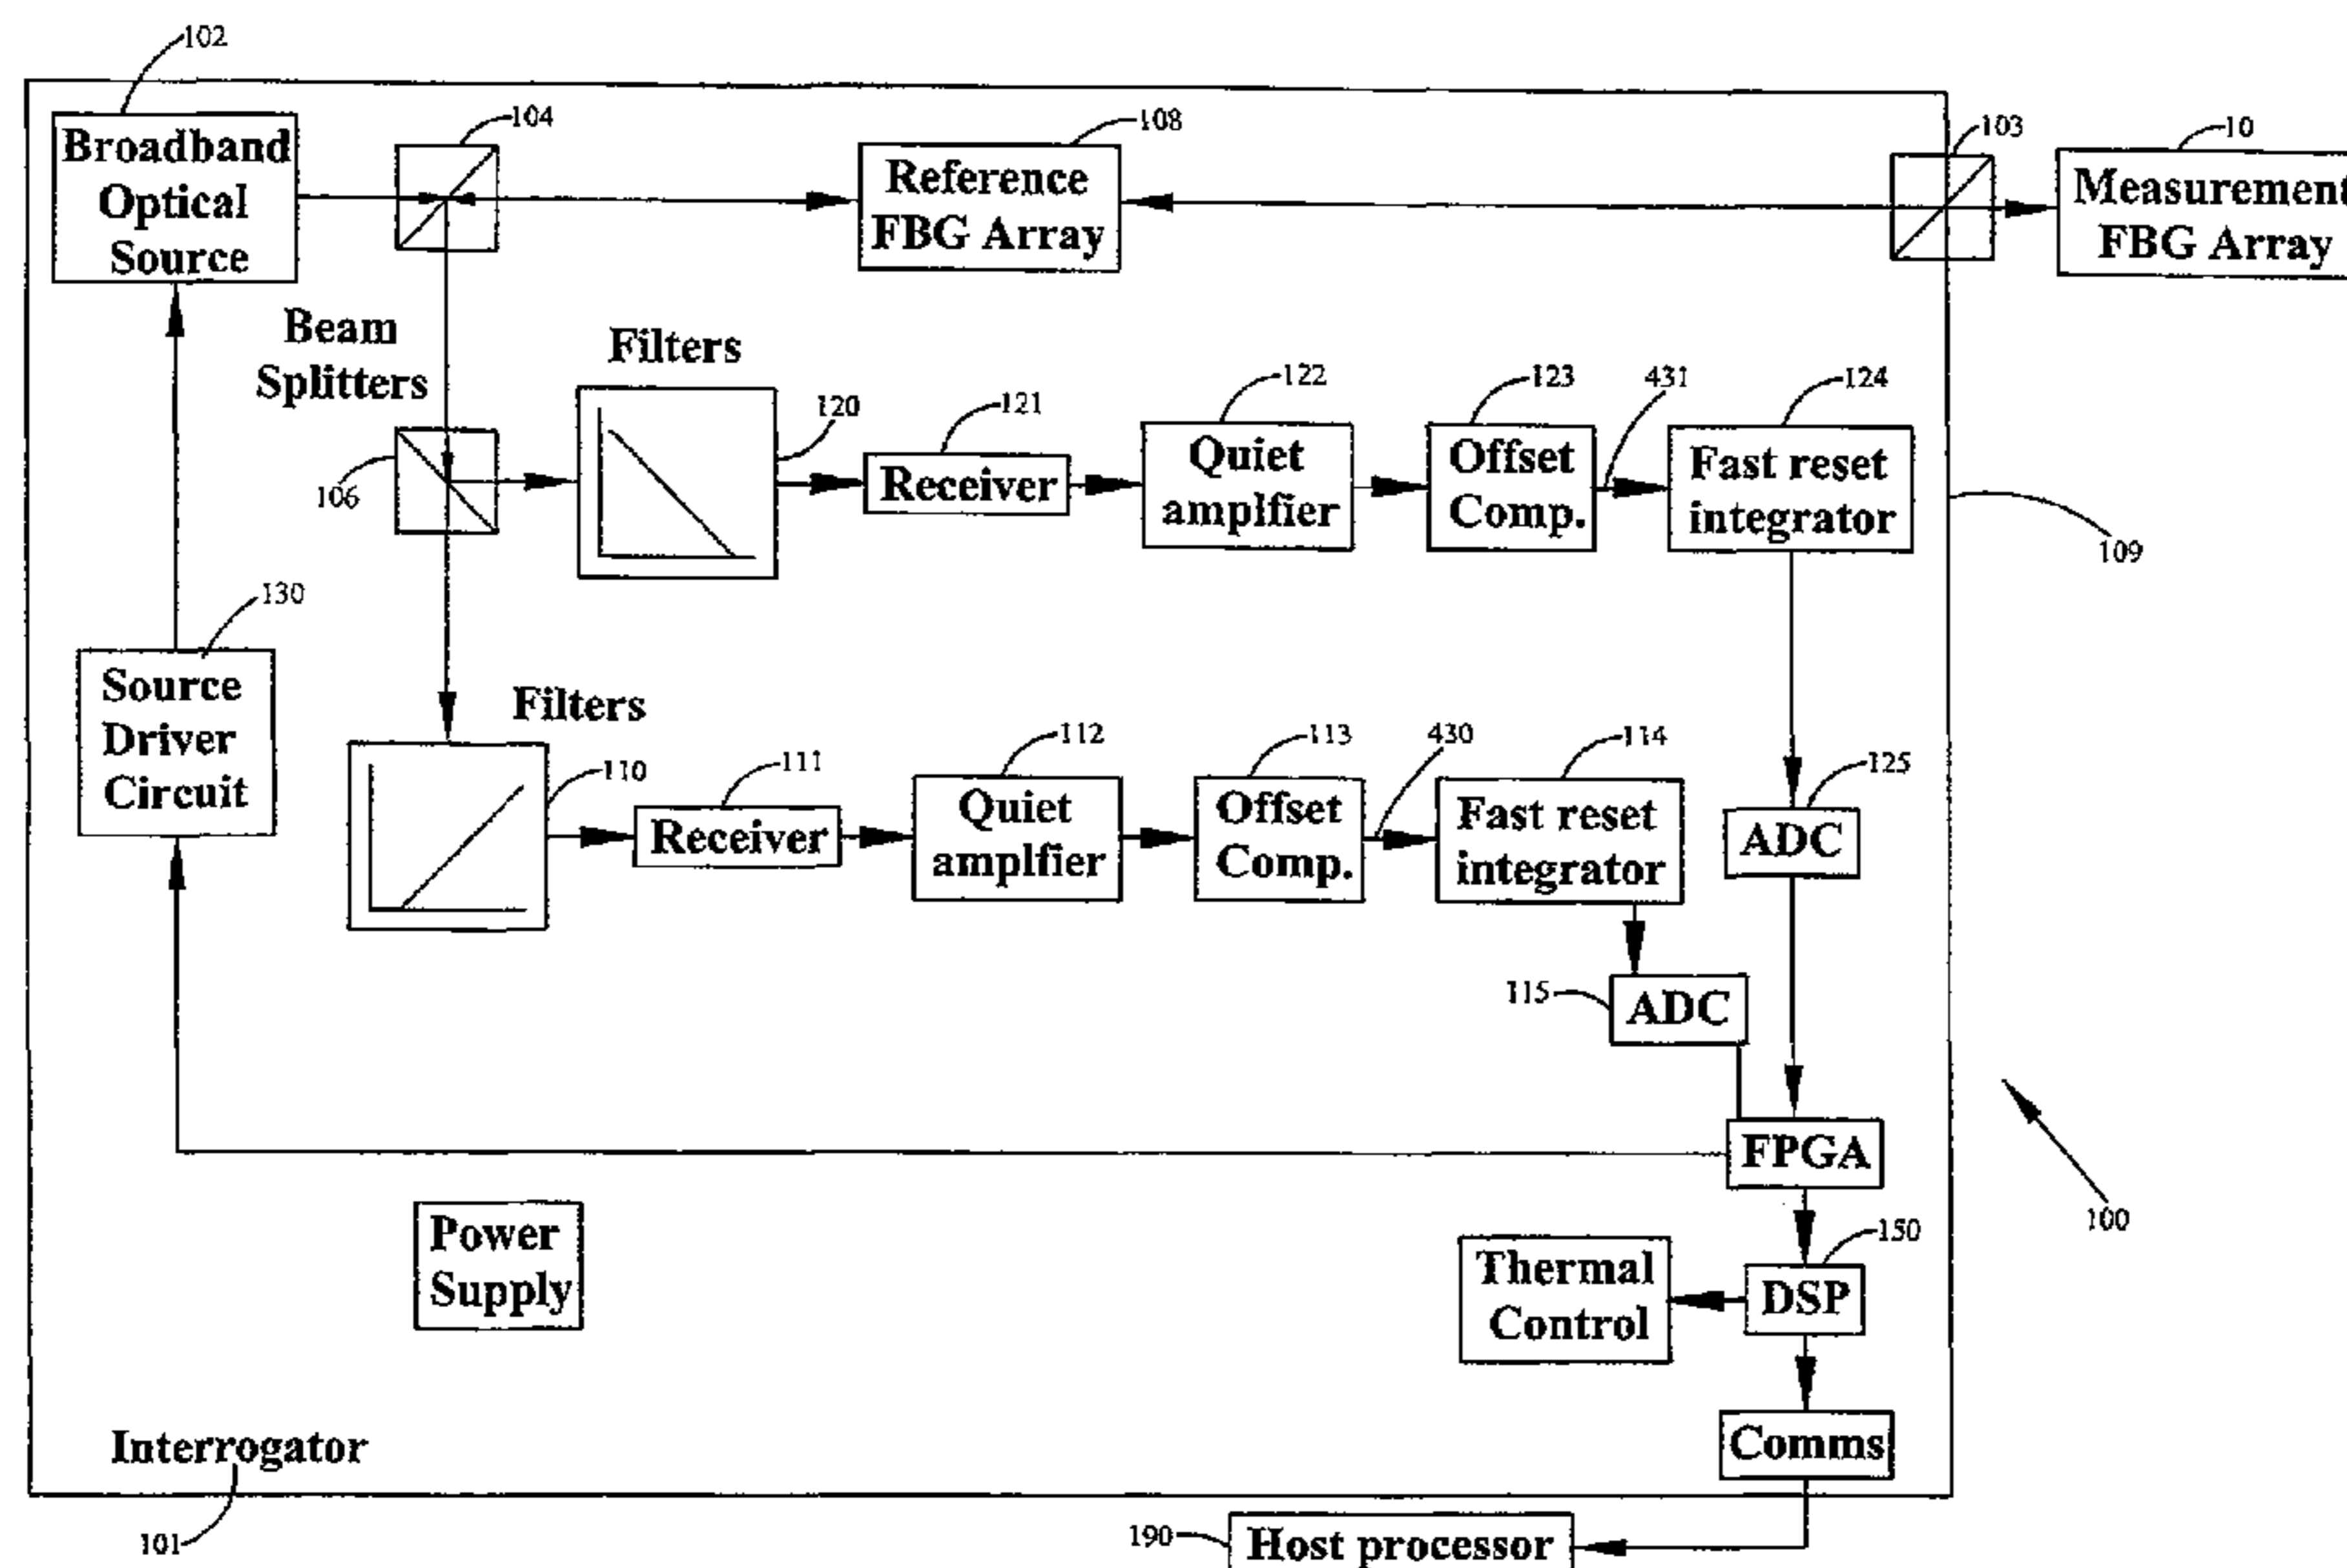 102
104
108
103
10
Broadband
Optical
Source
Reference
FBG Array
Measurement
FBG Array
Beam
Splitters
Filters
106
120
121
122
123
431
124
Receiver
Quiet
amplfier
Offset
Comp.
Fast reset
integrator
109
130
Source
Driver
Circuit
Filters
110
111
112
113
430
114
125
Receiver
Quiet
amplfier
Offset
Comp.
Fast reset
integrator
ADC
115
ADC
FPGA
100
Power
Supply
150
Thermal
Control
DSP
Comms
Interrogator
101
190
Host processor